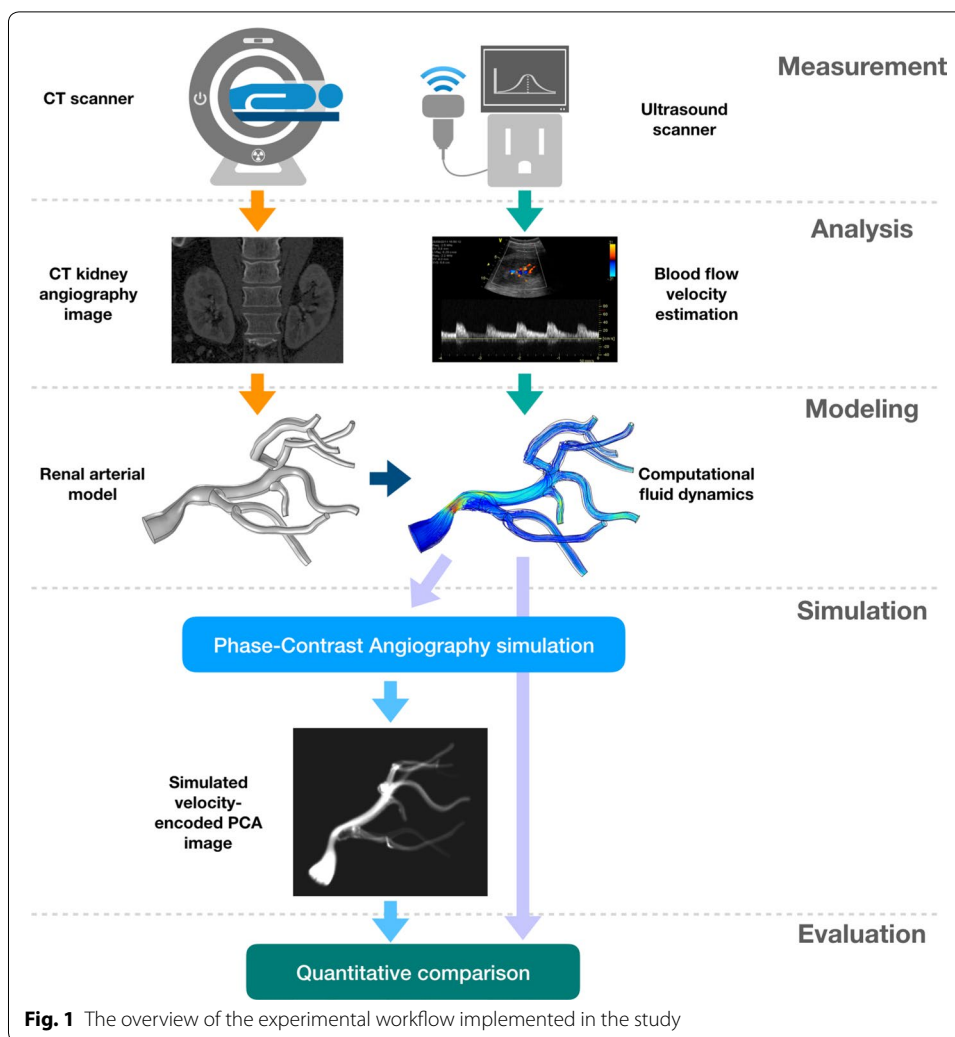 Measurement
CT scanner
Ultrasound
scanner
Analysis
CT kidney
angiography
image
Blood flow
velocity
estimation
Modeling
Renal arterial
model
Computational
fluid dynamics
Simulation
Phase-Contrast Angiography simulation
Simulated
velocity-
encoded PCA
image
Evaluation
Quantitative comparison
Fig. 1 The overview of the experimental workflow implemented in the study